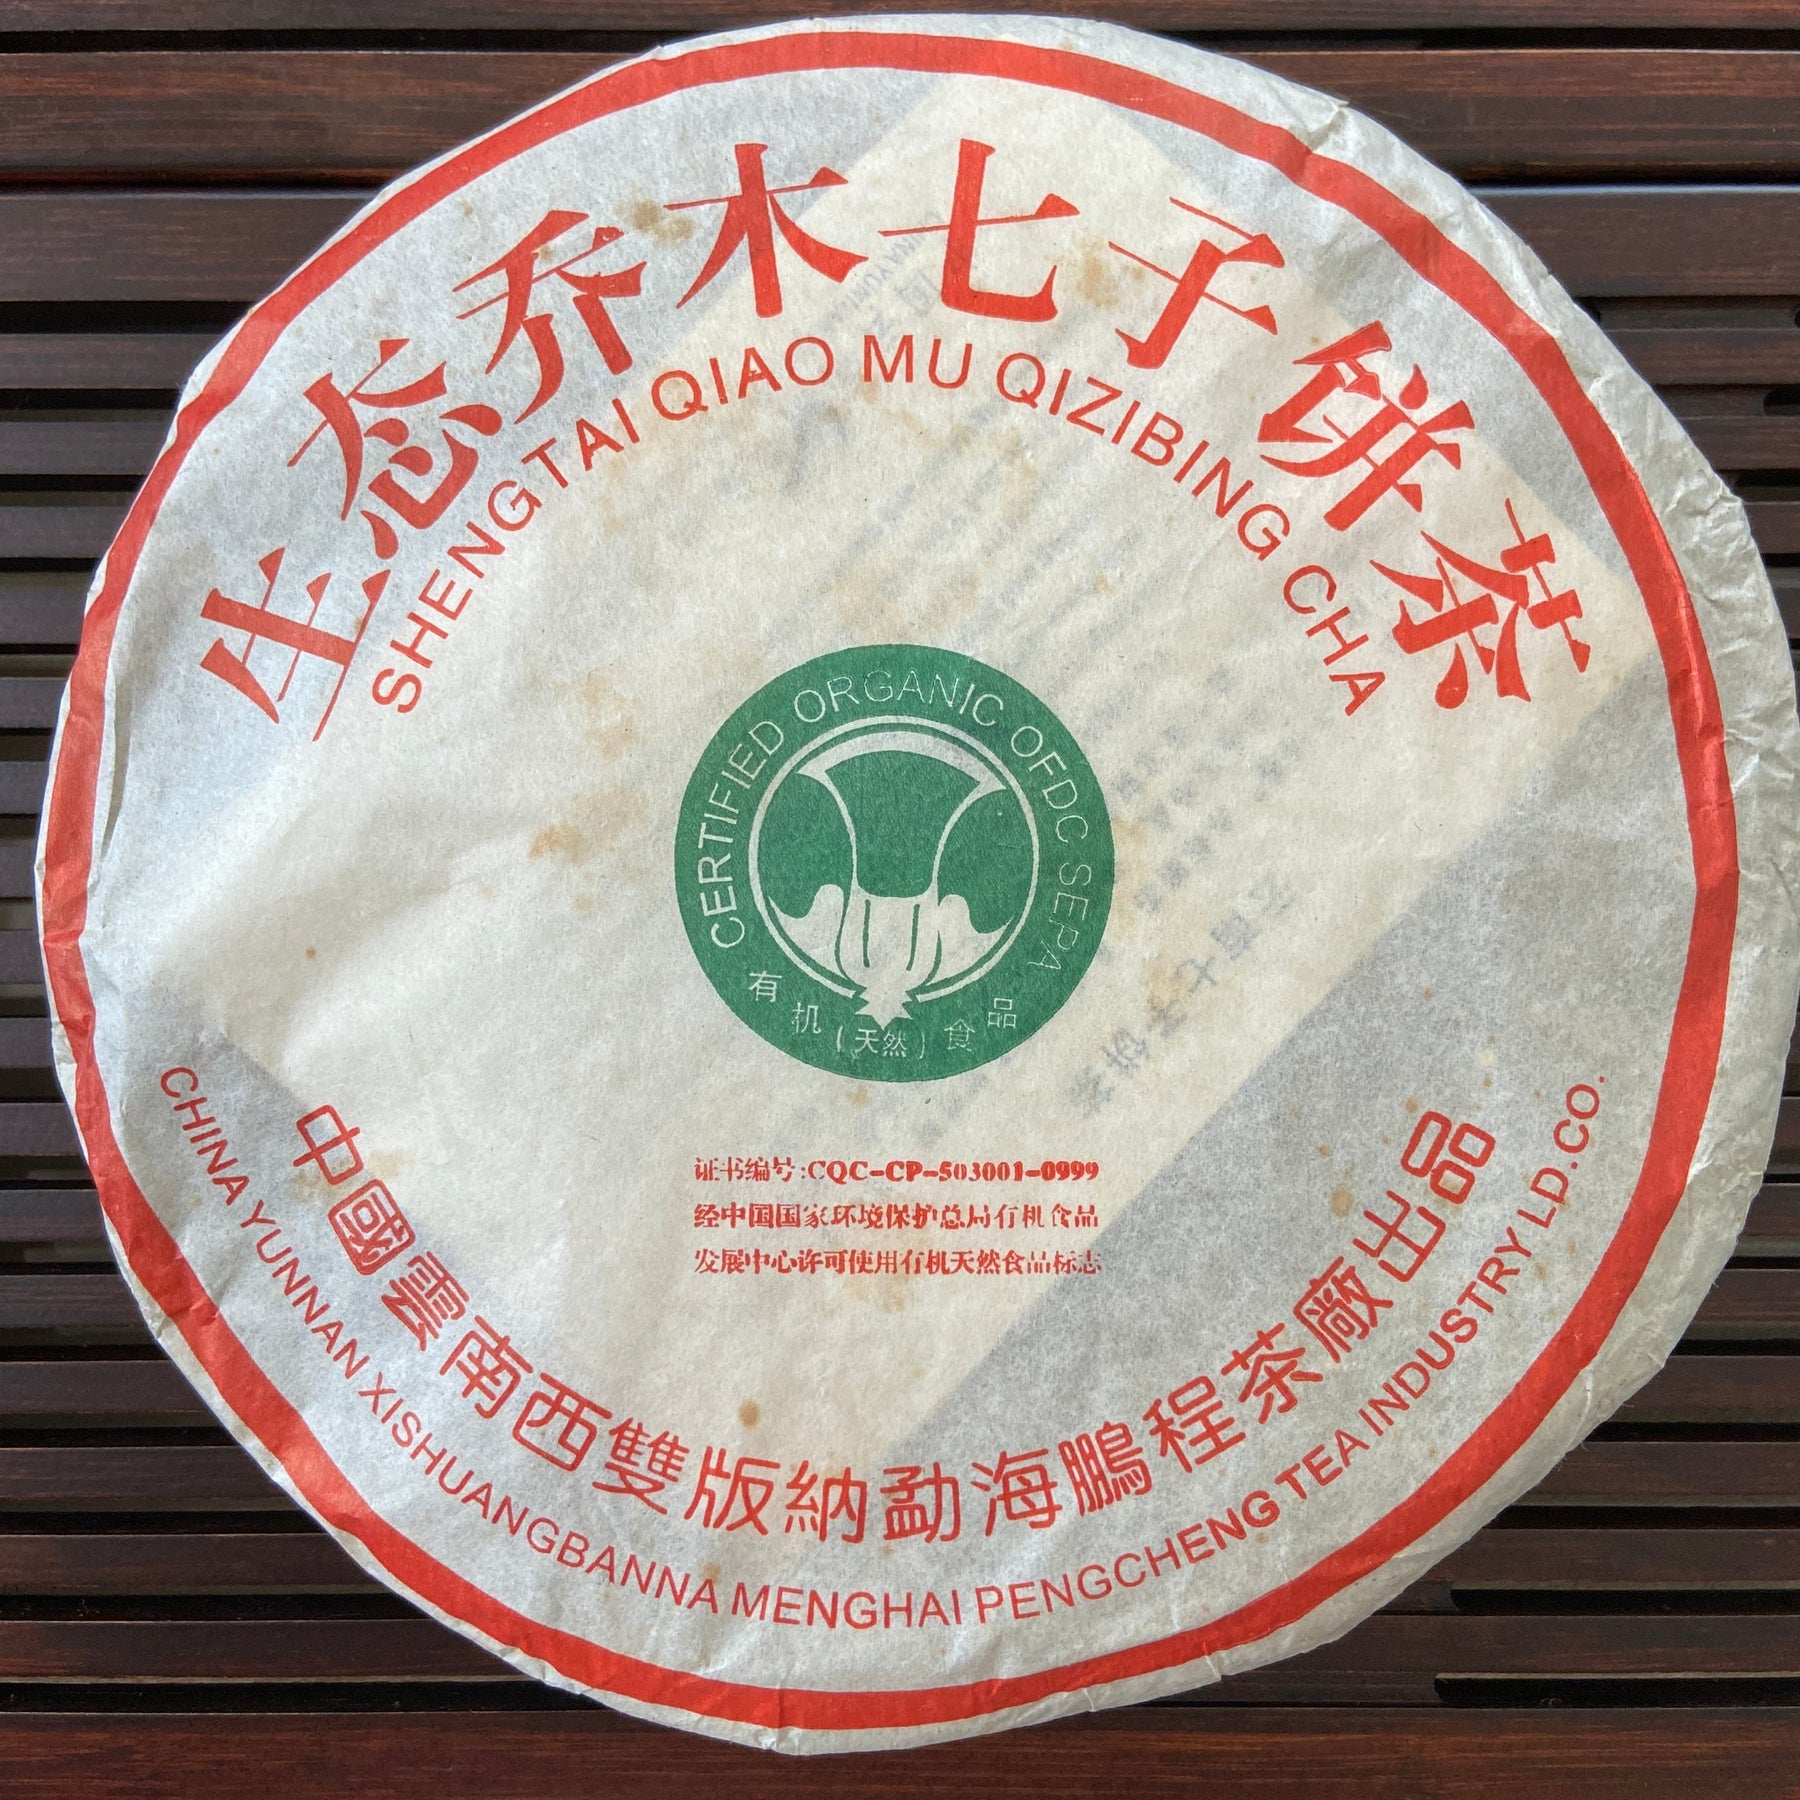 生态乔木七子饼茶
SHENGTAI QIAO MU QIZIBING CHA
CERTIFIED ORGANIC OFDC SEPA
有机(天然)食品
证书编号:CQC-CP-503001-0999
经中国国家环境保护总局有机食品
发展中心许可使用有机天然食品标志
中國雲南西雙版納勐海鵬程茶廠出品
CHINA YUNNAN XISHUANGBANNA MENGHAI PENGCHENG TEA INDUSTRY LD.CO.